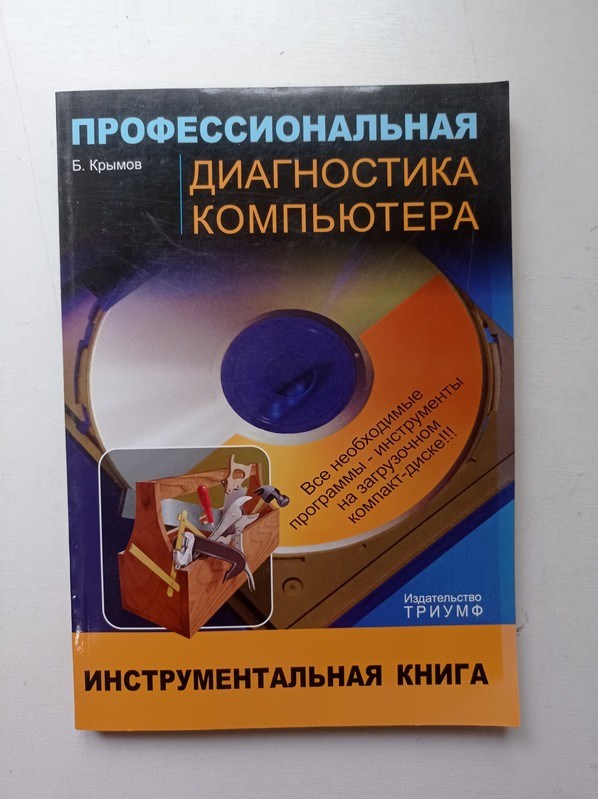 ПРОФЕССИОНАЛЬНАЯ
Б. Крымов
ДИАГНОСТИКА
КОМПЬЮТЕРА
Все необходимые
программы - инструменты
на загрузочном
компакт-диске!!!
Издательство
ТРИУМФ
ИНСТРУМЕНТАЛЬНАЯ КНИГА